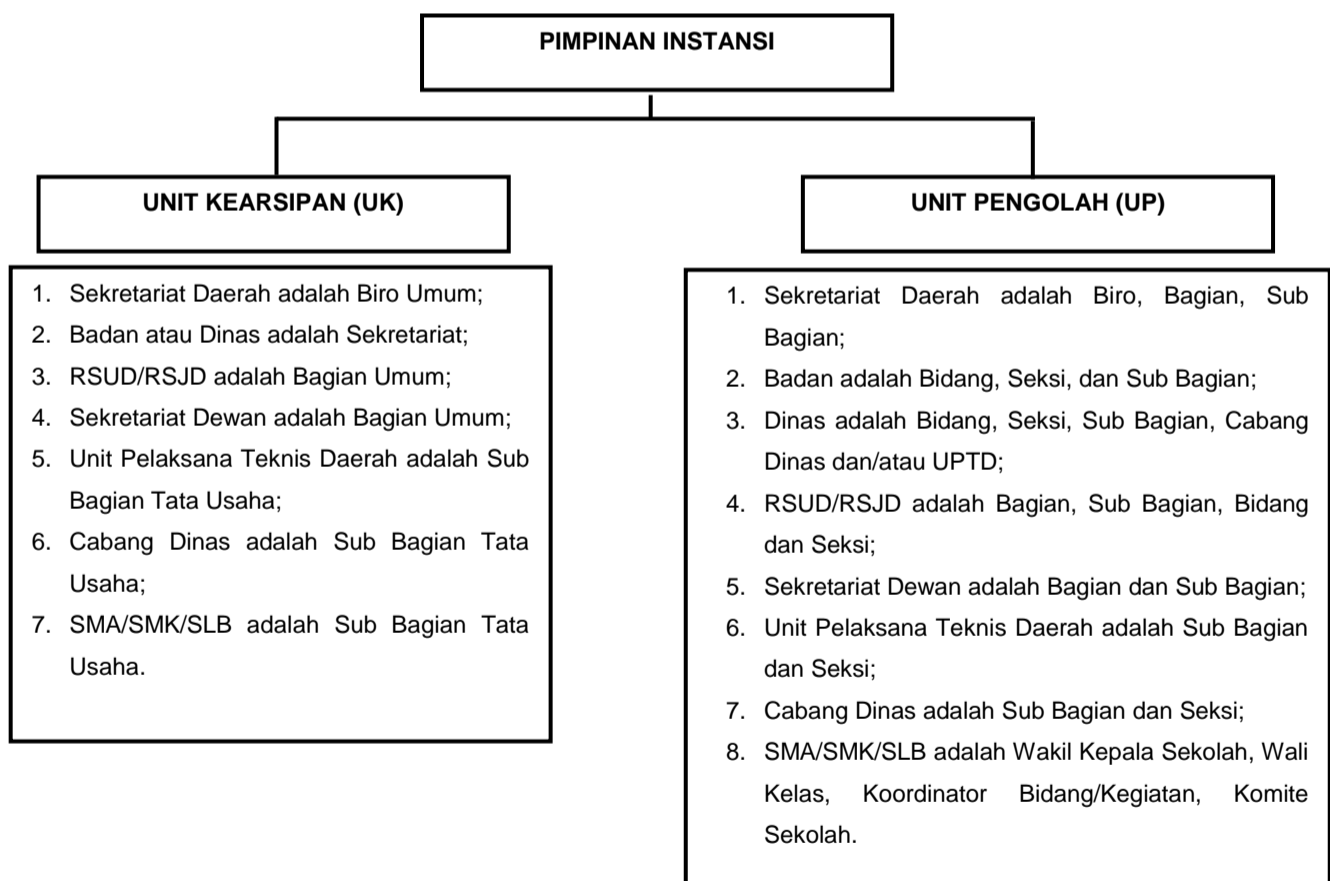 PIMPINAN INSTANSI
UNIT KEARSIPAN (UK)
1. Sekretariat Daerah adalah Biro Umum;
2. Badan atau Dinas adalah Sekretariat;
3. RSUD/RSJD adalah Bagian Umum;
4. Sekretariat Dewan adalah Bagian Umum;
5. Unit Pelaksana Teknis Daerah adalah Sub
Bagian Tata Usaha;
6. Cabang Dinas adalah Sub Bagian Tata
Usaha;
7. SMA/SMK/SLB adalah Sub Bagian Tata
Usaha.
UNIT PENGOLAH (UP)
1. Sekretariat Daerah adalah Biro, Bagian, Sub
Bagian;
2. Badan adalah Bidang, Seksi, dan Sub Bagian;
3. Dinas adalah Bidang, Seksi, Sub Bagian, Cabang
Dinas dan/atau UPTD;
4. RSUD/RSJD adalah Bagian, Sub Bagian, Bidang
dan Seksi;
5. Sekretariat Dewan adalah Bagian dan Sub Bagian;
6. Unit Pelaksana Teknis Daerah adalah Sub Bagian
dan Seksi;
7. Cabang Dinas adalah Sub Bagian dan Seksi;
8. SMA/SMK/SLB adalah Wakil Kepala Sekolah, Wali
Kelas, Koordinator Bidang/Kegiatan, Komite
Sekolah.